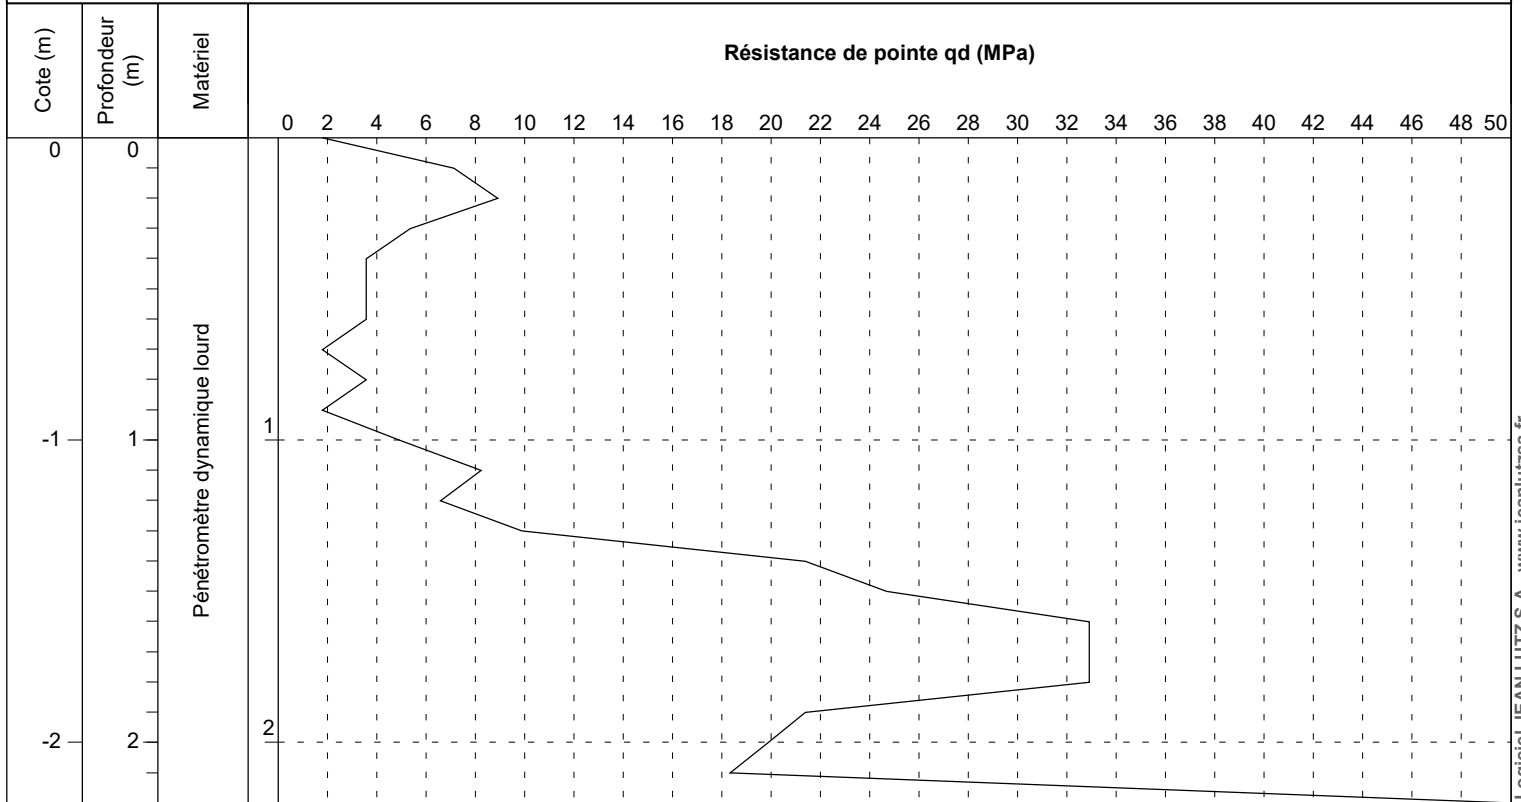 Cote (m)
Profondeur
(m)
Matériel
Résistance de pointe qd (MPa)
0 2 4 6 8 10 12 14 16 18 20 22 24 26 28 30 32 34 36 38 40 42 44 46 48 50
0 0
-1 1 1
Pénétromètre dynamique lourd
-2 2 2
Logiciel JEAN LUTZ S.A - www.jeanlutzsa.fr